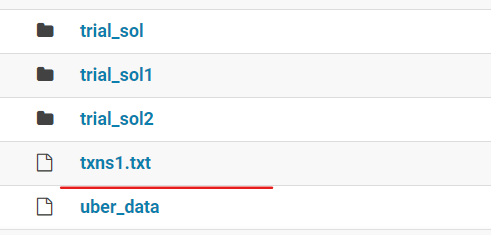 trial_sol
trial_sol1
trial_sol2
txns1.txt
uber_data